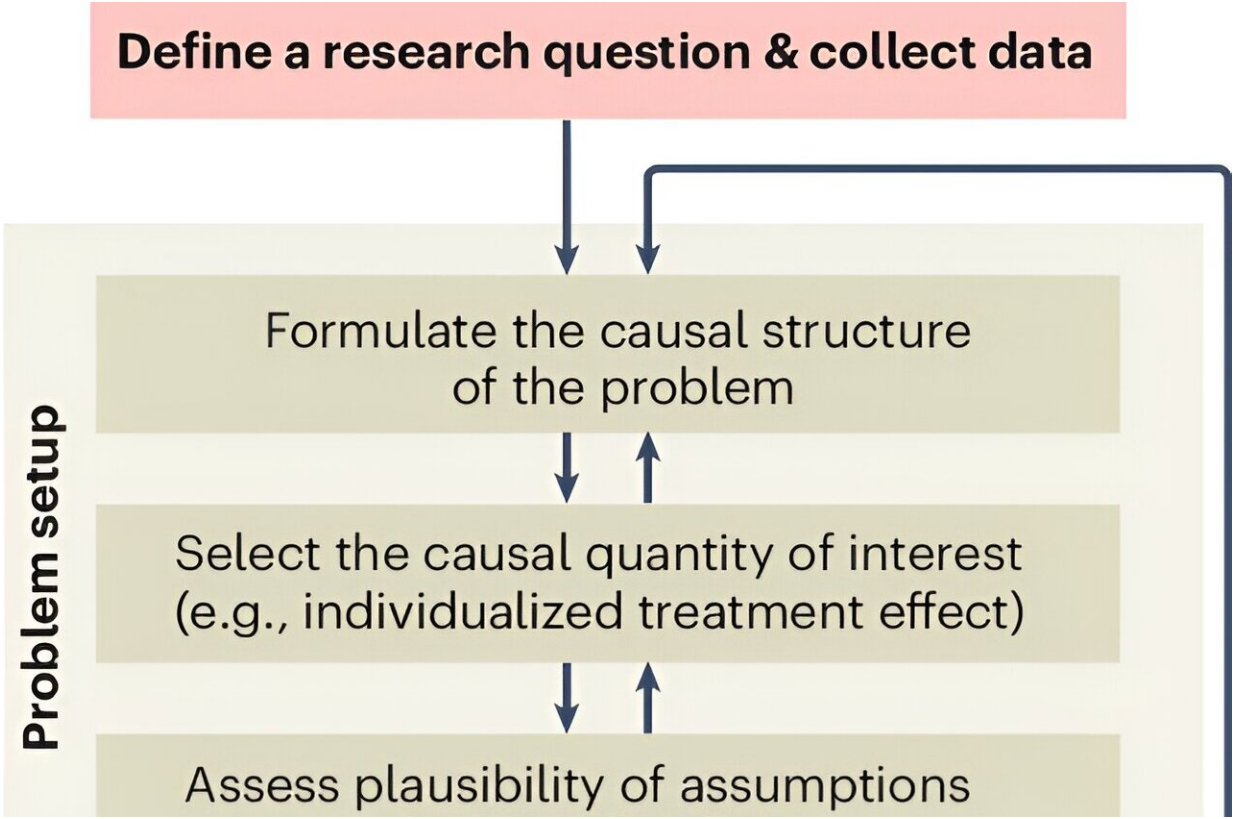 Define a research question & collect data
Formulate the causal structure
of the problem
Problem setup
Select the causal quantity of interest
(e.g., individualized treatment effect)
Assess plausibility of assumptions